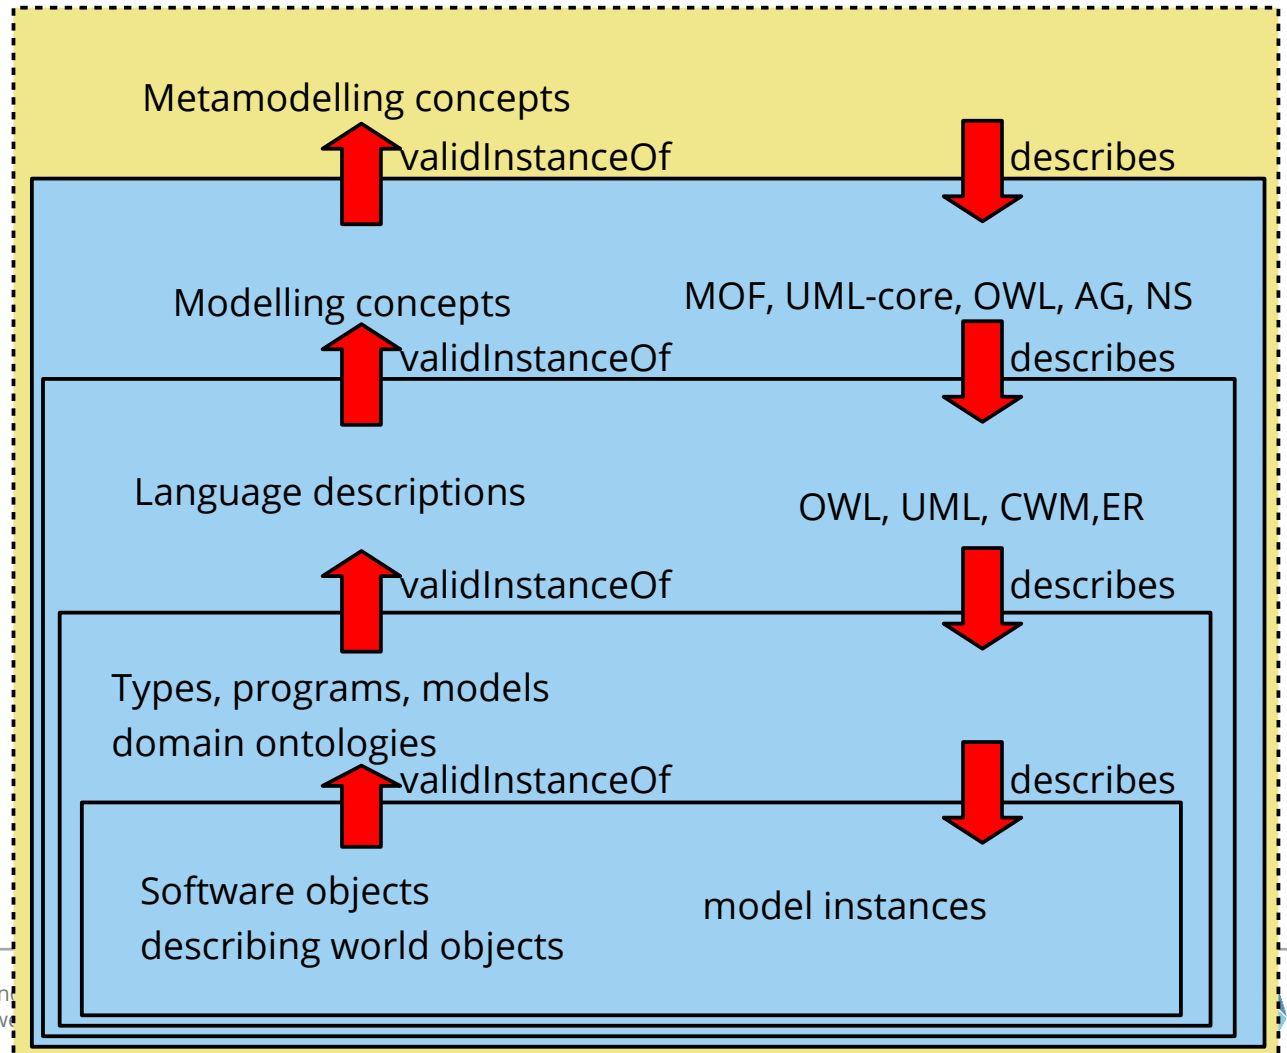 Metamodelling concepts
validInstanceOf describes
Modelling concepts MOF, UML-core, OWL, AG, NS
validInstanceOf describes
Language descriptions OWL, UML, CWM,ER
validInstanceOf describes
Types, programs, models
domain ontologies
validInstanceOf describes
Software objects
describing world objects
model instances